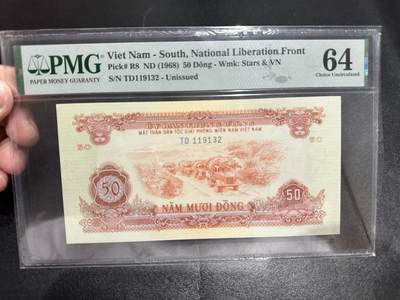 PMG
PAPER MONEY GUARANTY
Viet Nam - South, National Liberation Front
Pick# R8 ND (1968) 50 Dông - Wmk: Stars & VN
S/N TD119132 - Unissued
64
Choice Uncirculated
MẶT TRẬN DÂN TỘC GIẢI PHÓNG MIỀN NAM VIỆT NAM
50
TD 119132
50
50
50
NĂM MƯƠI ĐỒNG